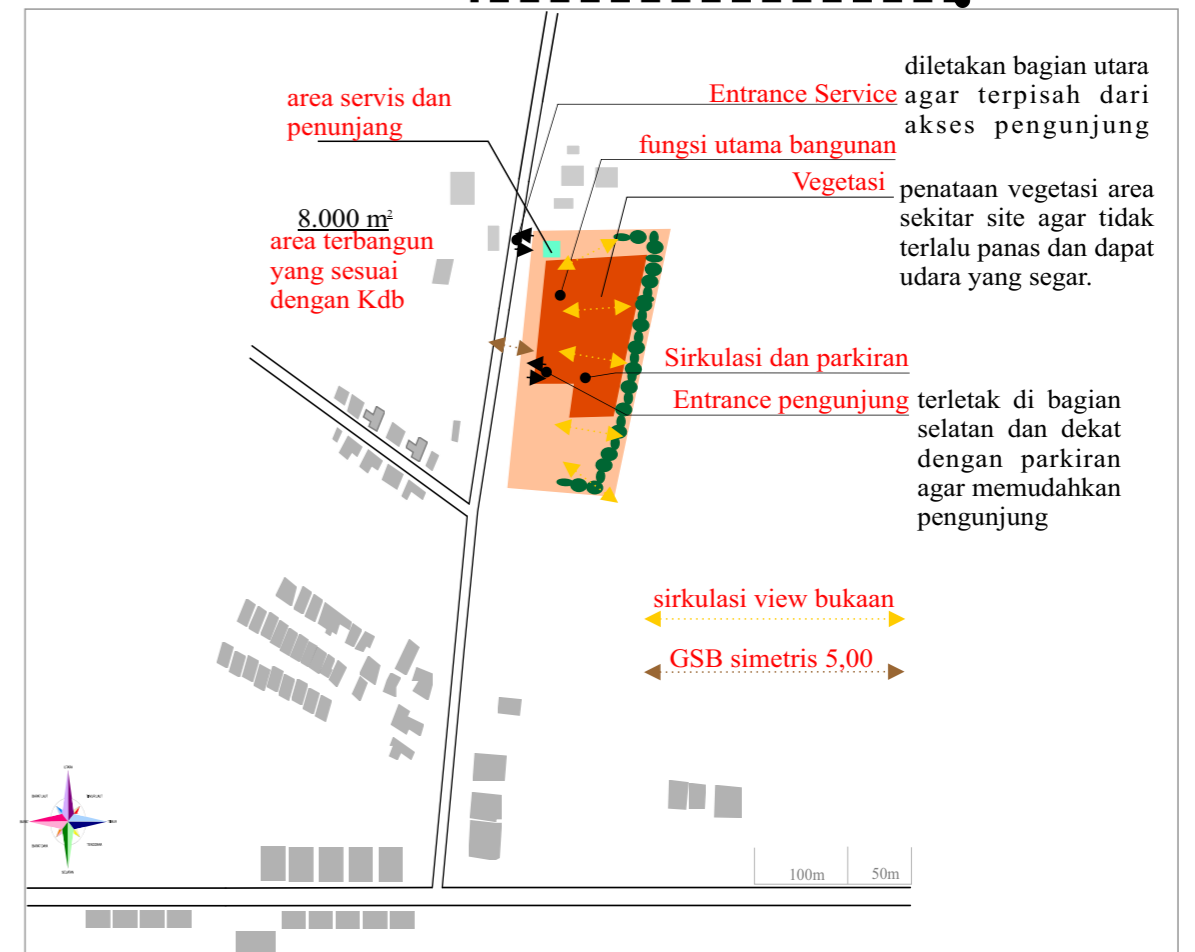 area servis dan
penunjang
8.000 m²
area terbangun
yang sesuai
dengan Kdb
Entrance Service
diletakan bagian utara
agar terpisah dari
akses pengunjung
fungsi utama bangunan
Vegetasi
penataan vegetasi area
sekitar site agar tidak
terlalu panas dan dapat
udara yang segar.
Sirkulasi dan parkiran
Entrance pengunjung
terletak di bagian
selatan dan dekat
dengan parkiran
agar memudahkan
pengunjung
sirkulasi view bukaan
GSB simetris 5,00
100m
50m